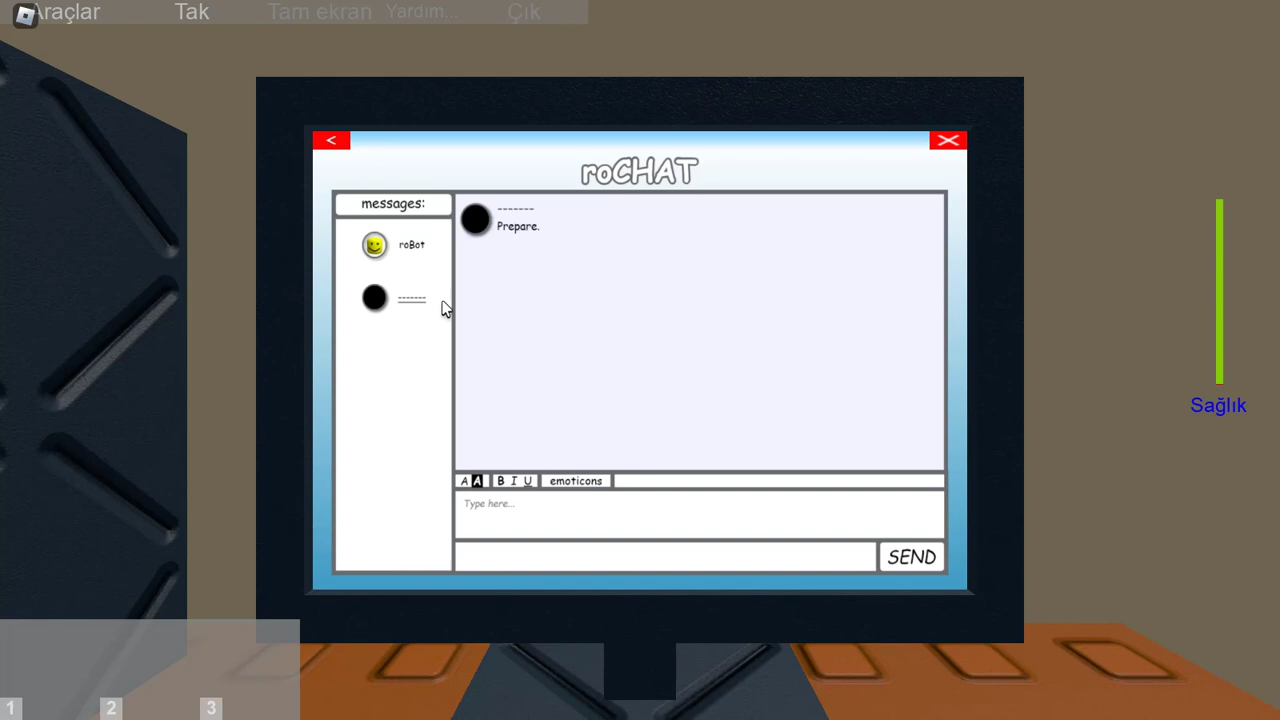 Araçlar Tak Tam ekran Yardım... Çık
<
roCHAT
messages:
roBot
-------
-------
Prepare.
A A B I U emoticons
Type here...
SEND
Sağlık
1 2 3